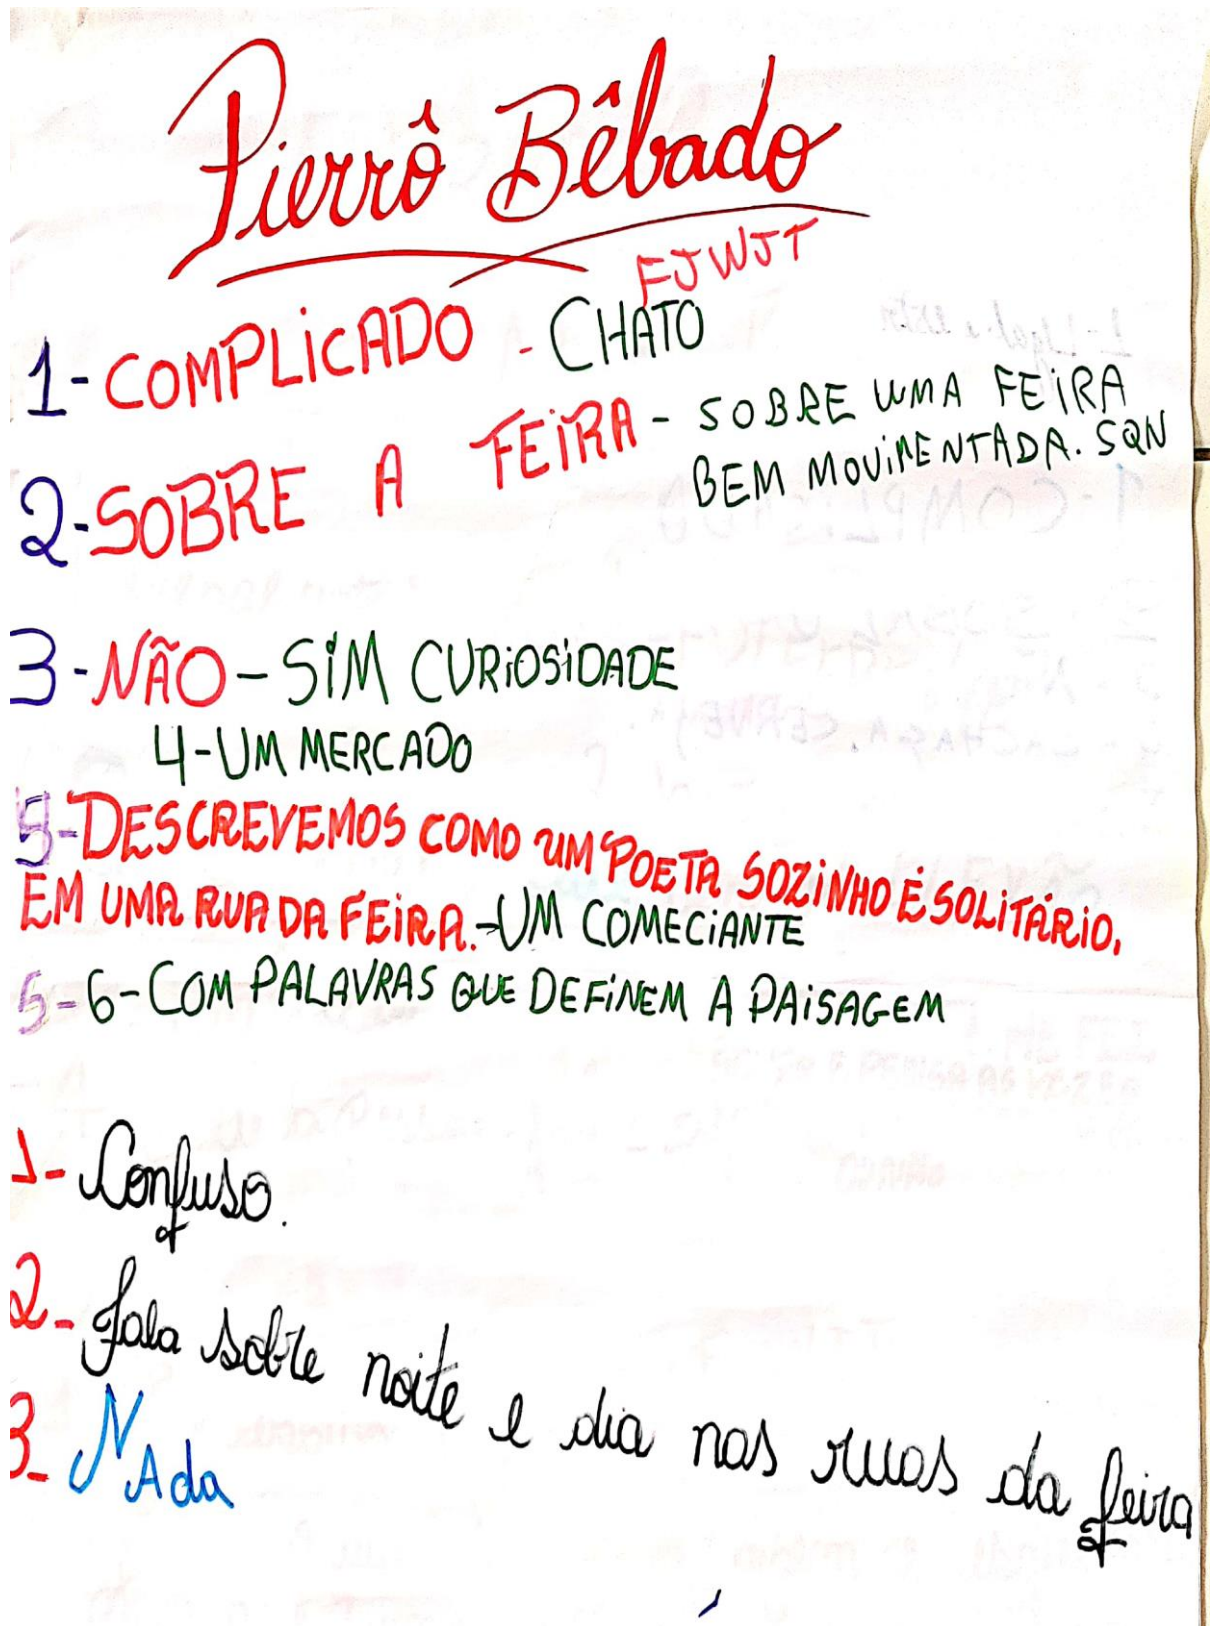 Pierrô Bêbado
FJWJT
1-COMPLICADO - CHATO
2-SOBRE A FEIRA - SOBRE UMA FEIRA
BEM MOVIMENTADA. SQN
3-NÃO-SIM CURIOSIDADE
4-UM MERCADO
5-DESCREVEMOS COMO UM POETA SOZINHO É SOLITÁRIO,
EM UMA RUA DA FEIRA.-UM COMECIANTE
5-6-COM PALAVRAS QUE DEFINEM A PAISAGEM
1- Confuso.
2- fala sobre noite e dia nas ruas da feira
3- NAda